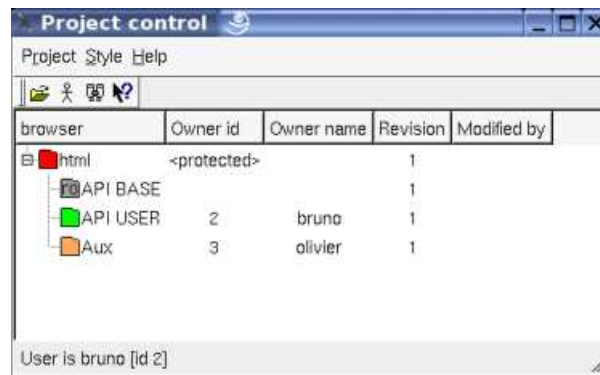 Project control
Project Style Help
browser Owner id Owner name Revision Modified by
html <protected> 1
ro API BASE 1
API USER 2 bruno 1
Aux 3 olivier 1
User is bruno [id 2]